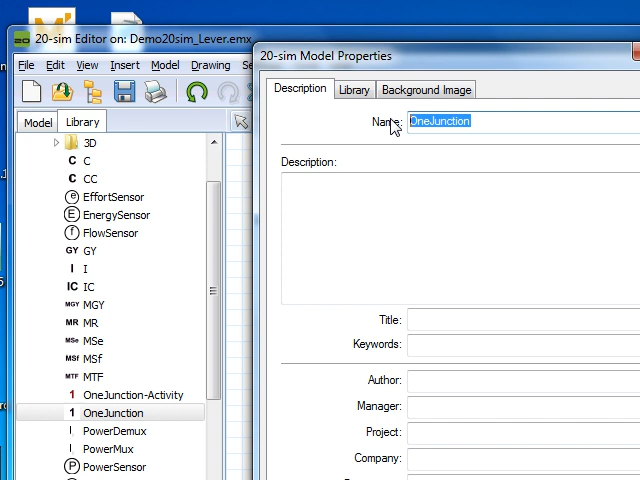 20-sim Editor on: Demo20sim_Lever.emx
File Edit View Insert Model Drawing
Model Library
3D
C C
CC CC
e EffortSensor
E EnergySensor
f FlowSensor
GY GY
I I
IC IC
MGY MGY
MR MR
MSe MSe
MSf MSf
MTF MTF
1 OneJunction-Activity
1 OneJunction
PowerDemux
PowerMux
P PowerSensor
20-sim Model Properties
Description Library Background Image
Name: OneJunction
Description:
Title:
Keywords:
Author:
Manager:
Project:
Company: